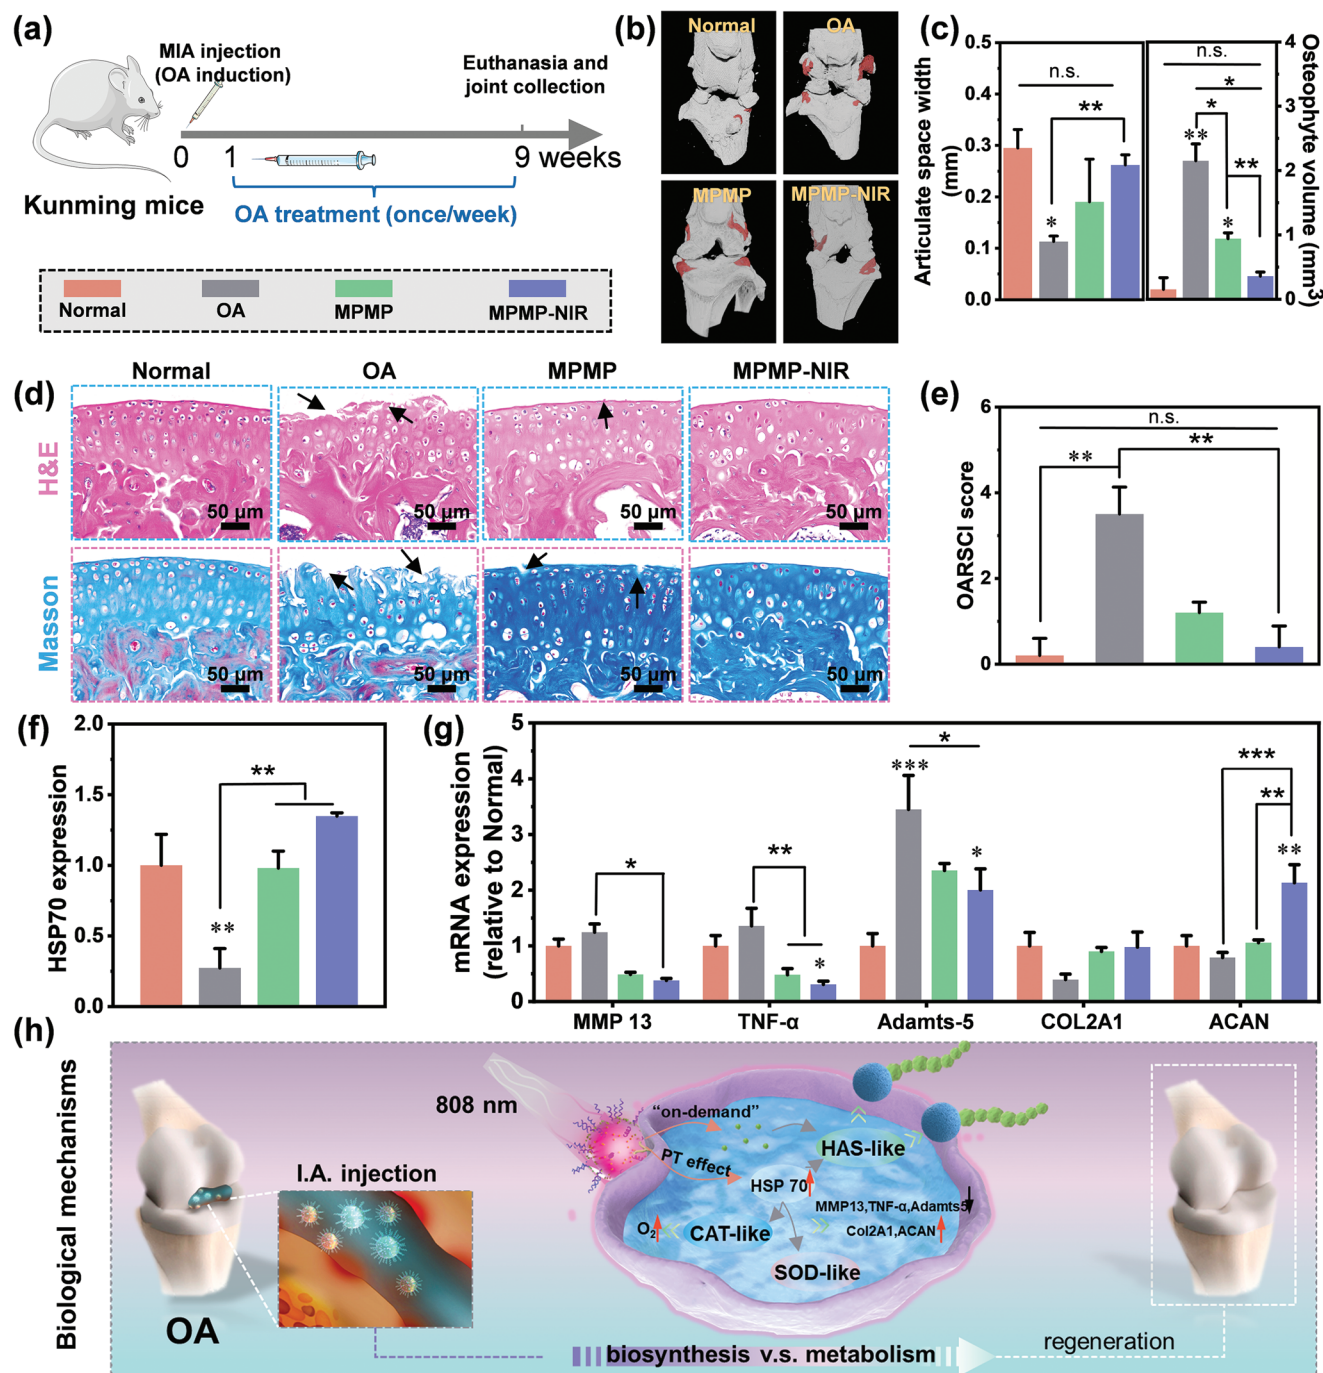 (a)
MIA injection
(OA induction)
Euthanasia and
joint collection
0 1 9 weeks
Kunming mice
OA treatment (once/week)
Normal OA MPMP MPMP-NIR
(b)
Normal OA
MPMP MPMP-NIR
(c)
Articulate space width
(mm)
0.5
0.4
0.3
0.2
0.1
0.0
n.s.
**
*
n.s.
*
*
**
**
*
4
3
2
1
0
Osteophyte volume (mm³)
(d)
Normal OA MPMP MPMP-NIR
H&E
50 µm 50 µm 50 µm 50 µm
Masson
50 µm 50 µm 50 µm 50 µm
(e)
OARSCI score
6
4
2
0
n.s.
**
**
(f)
HSP70 expression
2.0
1.5
1.0
0.5
0.0
**
**
(g)
mRNA expression
(relative to Normal)
5
4
3
2
1
0
*
**
*
*
***
*
***
**
**
MMP 13 TNF-α Adamts-5 COL2A1 ACAN
(h)
Biological mechanisms
OA
I.A. injection
808 nm
"on-demand"
PT effect
HAS-like
HSP 70
MMP13,TNF-α,Adamts5
Col2A1,ACAN
O2
CAT-like
SOD-like
biosynthesis v.s. metabolism
regeneration